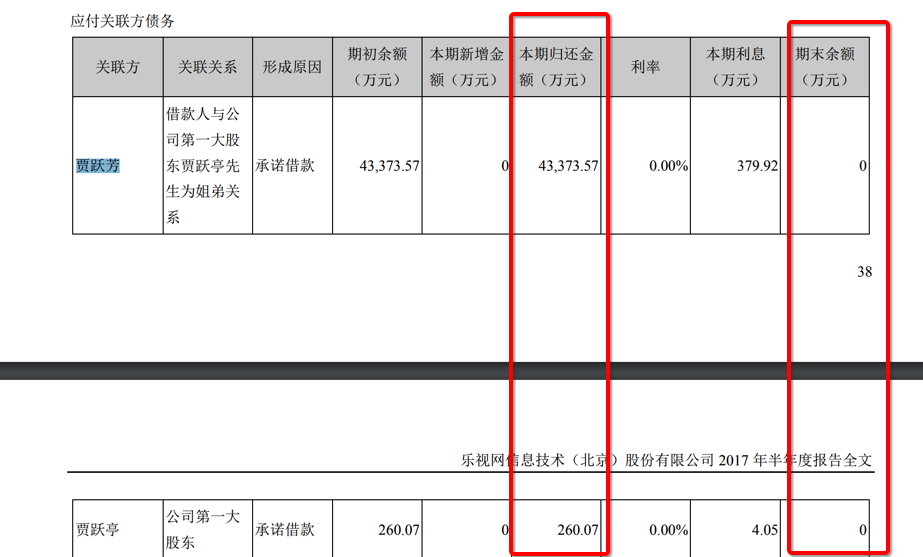 应付关联方债务
关联方 关联关系 形成原因 期初余额（万元） 本期新增金额（万元） 本期归还金额（万元） 利率 本期利息（万元） 期末余额（万元）
贾跃芳 借款人与公司第一大股东贾跃亭先生为姐弟关系 承诺借款 43,373.57 0 43,373.57 0.00% 379.92 0
38
乐视网信息技术（北京）股份有限公司 2017 年半年度报告全文
贾跃亭 公司第一大股东 承诺借款 260.07 0 260.07 0.00% 4.05 0